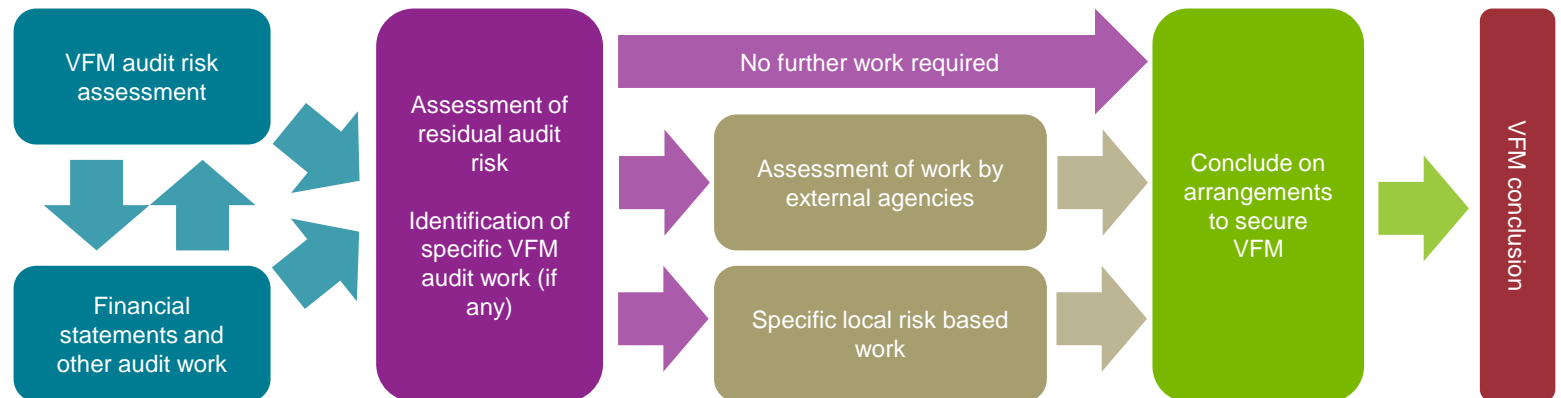 VFM audit risk
assessment
Financial
statements and
other audit work
Assessment of
residual audit
risk
Identification of
specific VFM
audit work (if
any)
No further work required
Assessment of work by
external agencies
Specific local risk based
work
Conclude on
arrangements
to secure
VFM
VFM conclusion